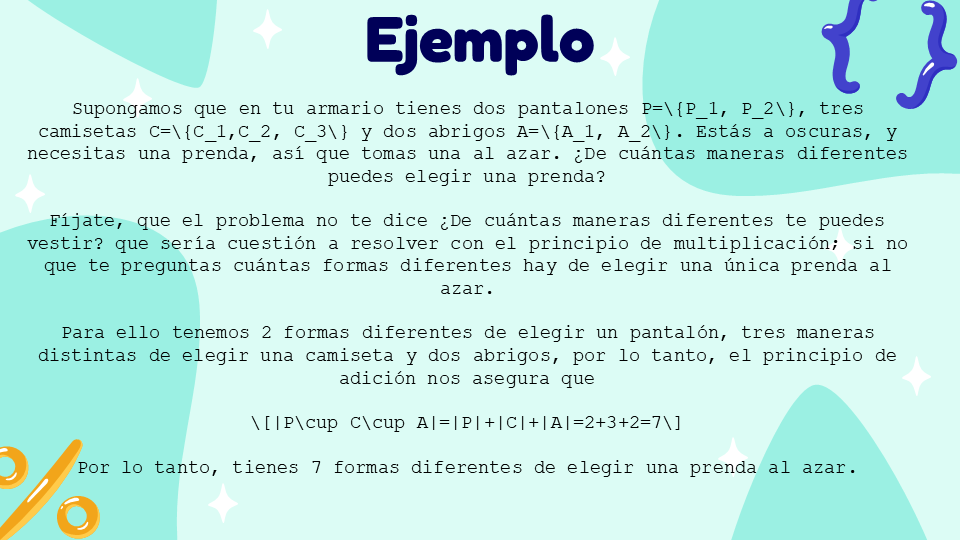 Ejemplo
Supongamos que en tu armario tienes dos pantalones P=\{P_1, P_2\}, tres
camisetas C=\{C_1,C_2, C_3\} y dos abrigos A=\{A_1, A_2\}. Estás a oscuras, y
necesitas una prenda, así que tomas una al azar. ¿De cuántas maneras diferentes
puedes elegir una prenda?
Fíjate, que el problema no te dice ¿De cuántas maneras diferentes te puedes
vestir? que sería cuestión a resolver con el principio de multiplicación; si no
que te preguntas cuántas formas diferentes hay de elegir una única prenda al
azar.
Para ello tenemos 2 formas diferentes de elegir un pantalón, tres maneras
distintas de elegir una camiseta y dos abrigos, por lo tanto, el principio de
adición nos asegura que
\[|P\cup C\cup A|=|P|+|C|+|A|=2+3+2=7\]
Por lo tanto, tienes 7 formas diferentes de elegir una prenda al azar.